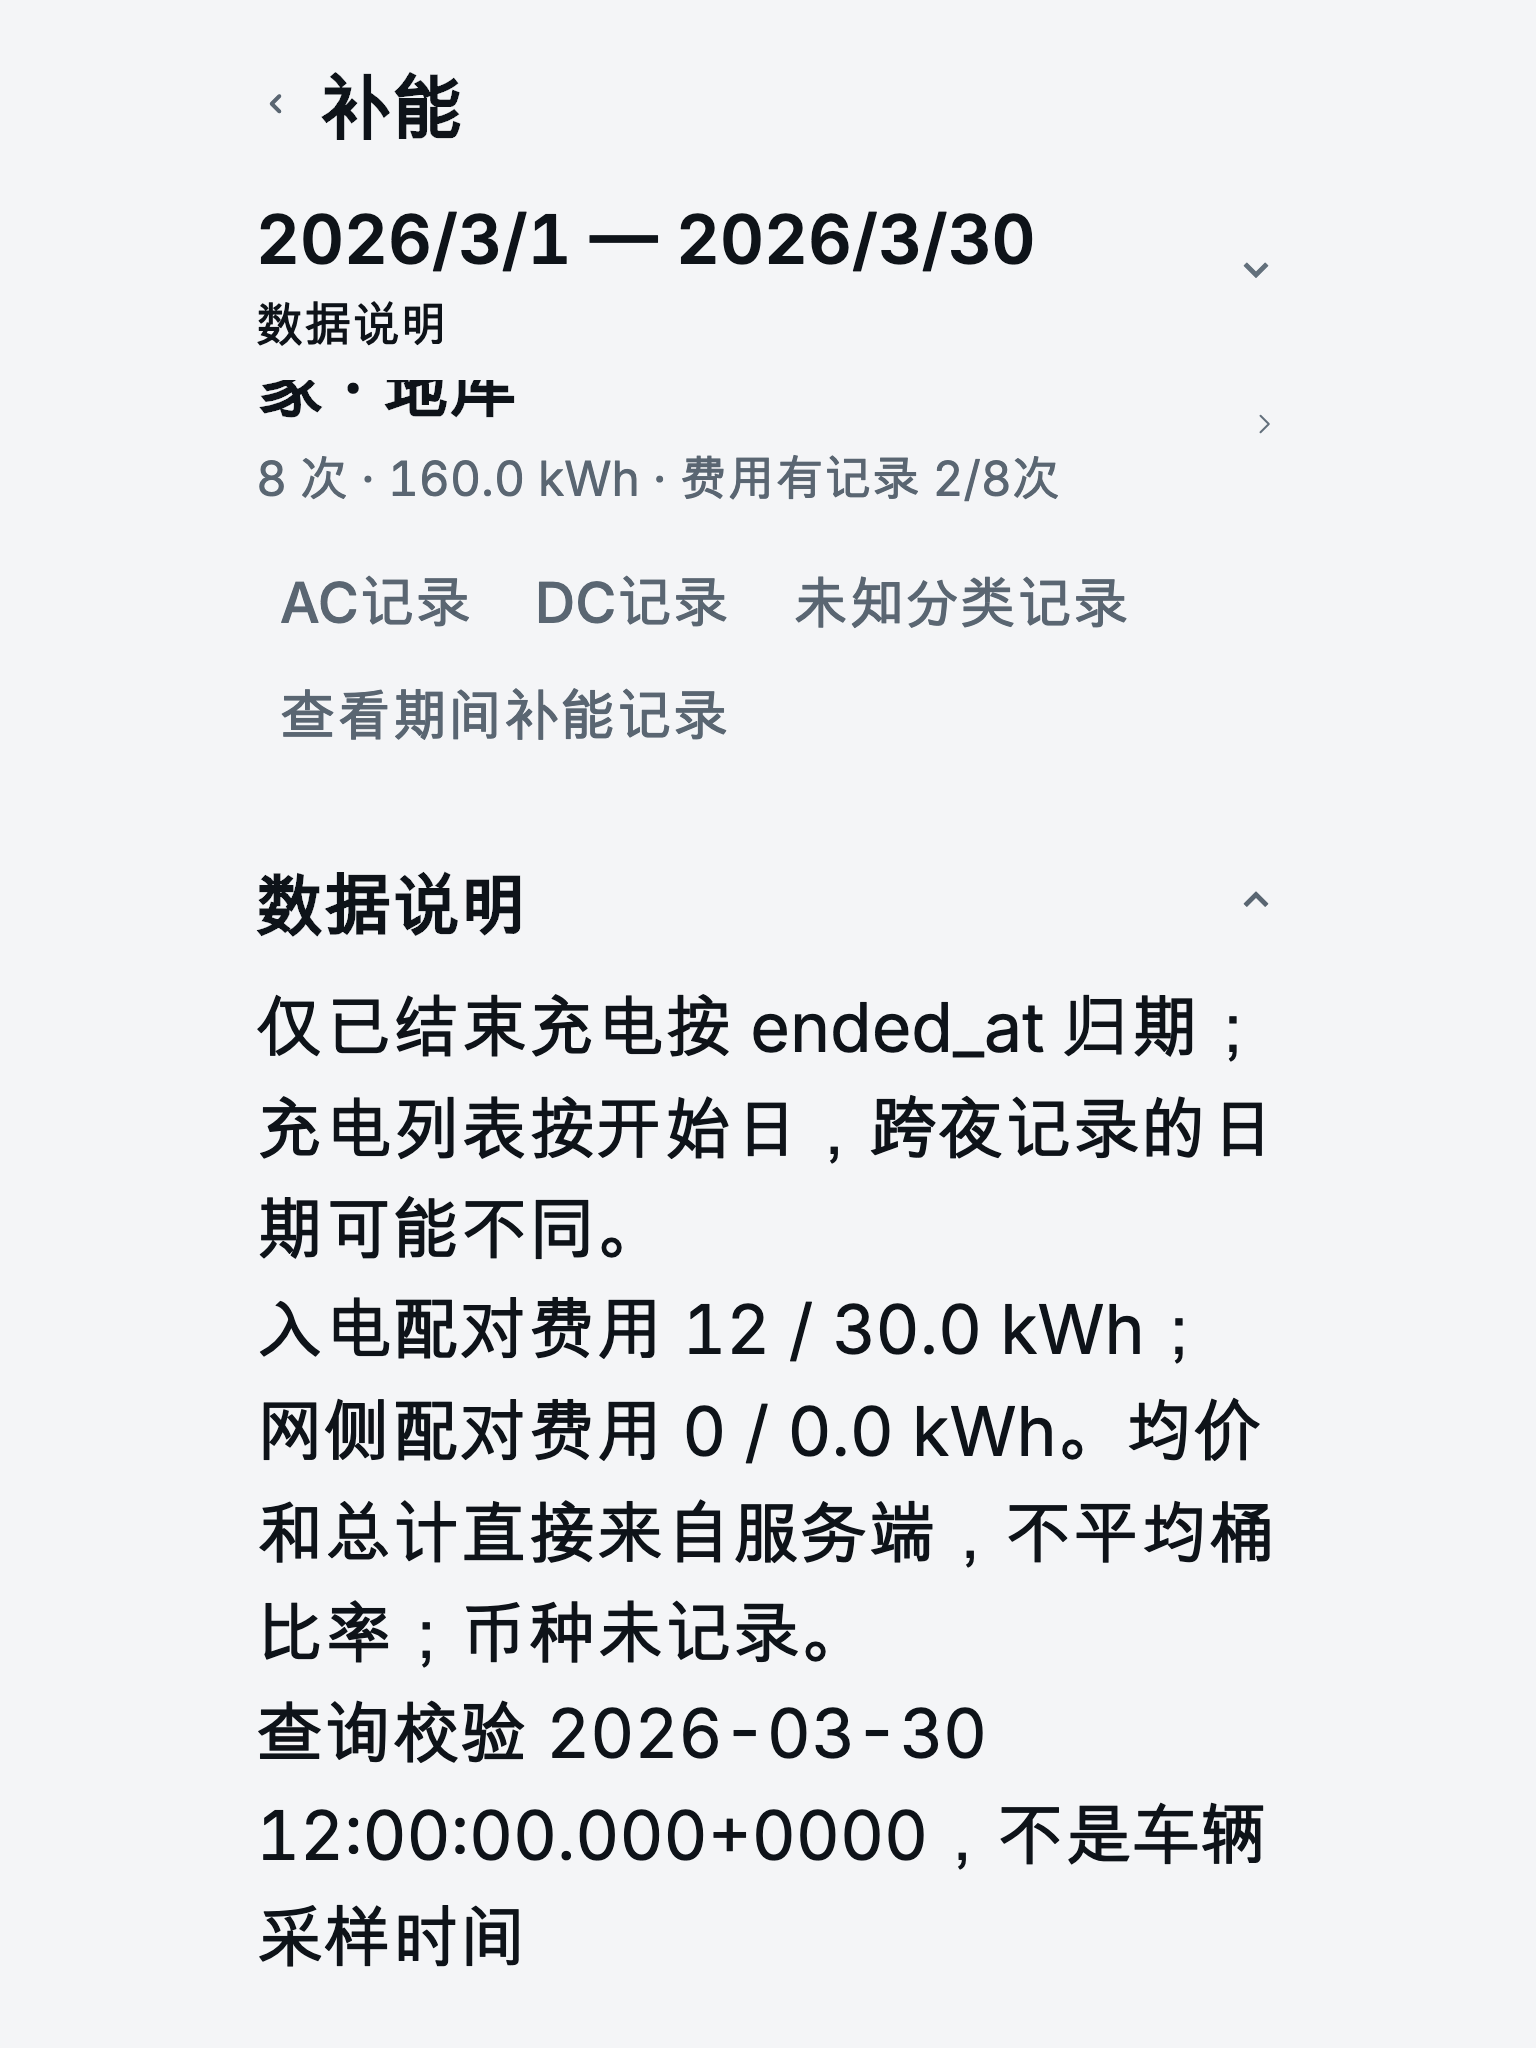 补能
2026/3/1 — 2026/3/30
数据说明
家 · 地库
8 次 · 160.0 kWh · 费用有记录 2/8次
AC记录 DC记录 未知分类记录
查看期间补能记录
数据说明
仅已结束充电按 ended_at 归期；
充电列表按开始日，跨夜记录的日
期可能不同。
入电配对费用 12 / 30.0 kWh；
网侧配对费用 0 / 0.0 kWh。均价
和总计直接来自服务端，不平均桶
比率；币种未记录。
查询校验 2026-03-30
12:00:00.000+0000，不是车辆
采样时间